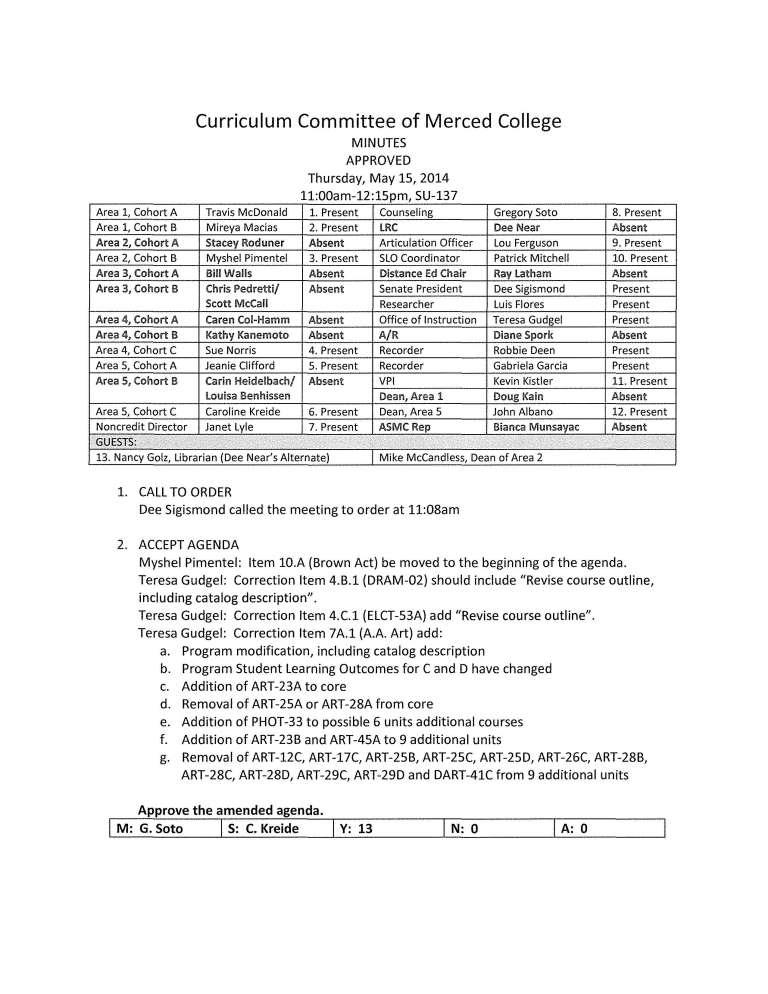 Curriculum Committee of Merced College
MINUTES
APPROVED
Thursday, May 15, 2014
11:00am-12:15pm, SU-137
Area 1, Cohort A Travis McDonald 1. Present Counseling Gregory Soto 8. Present
Area 1, Cohort B Mireya Macias 2. Present LRC Dee Near Absent
Area 2, Cohort A Stacey Roduner Absent Articulation Officer Lou Ferguson 9. Present
Area 2, Cohort B Myshel Pimentel 3. Present SLO Coordinator Patrick Mitchell 10. Present
Area 3, Cohort A Bill Walls Absent Distance Ed Chair Ray Latham Absent
Area 3, Cohort B Chris Pedretti/ Absent Senate President Dee Sigismond Present
Scott McCall Researcher Luis Flores Present
Area 4, Cohort A Caren Col-Hamm Absent Office of Instruction Teresa Gudgel Present
Area 4, Cohort B Kathy Kanemoto Absent A/R Diane Spork Absent
Area 4, Cohort C Sue Norris 4. Present Recorder Robbie Deen Present
Area 5, Cohort A Jeanie Clifford 5. Present Recorder Gabriela Garcia Present
Area 5, Cohort B Carin Heidelbach/ Absent VPI Kevin Kistler 11. Present
Louisa Benhissen Dean, Area 1 Doug Kain Absent
Area 5, Cohort C Caroline Kreide 6. Present Dean, Area 5 John Albano 12. Present
Noncredit Director Janet Lyle 7. Present ASMC Rep Bianca Munsayac Absent
GUESTS:
13. Nancy Golz, Librarian (Dee Near's Alternate) Mike McCandless, Dean of Area 2
1. CALL TO ORDER
Dee Sigismond called the meeting to order at 11:08am
2. ACCEPT AGENDA
Myshel Pimentel: Item 10.A (Brown Act) be moved to the beginning of the agenda.
Teresa Gudgel: Correction Item 4.B.1 (DRAM-02) should include "Revise course outline,
including catalog description".
Teresa Gudgel: Correction Item 4.C.1 (ELCT-53A) add "Revise course outline".
Teresa Gudgel: Correction Item 7A.1 (A.A. Art) add:
a. Program modification, including catalog description
b. Program Student Learning Outcomes for C and D have changed
c. Addition of ART-23A to core
d. Removal of ART-25A or ART-28A from core
e. Addition of PHOT-33 to possible 6 units additional courses
f. Addition of ART-23B and ART-45A to 9 additional units
g. Removal of ART-12C, ART-17C, ART-25B, ART-25C, ART-25D, ART-26C, ART-28B,
ART-28C, ART-28D, ART-29C, ART-29D and DART-41C from 9 additional units
Approve the amended agenda.
M: G. Soto S: C. Kreide Y: 13 N: 0 A: 0